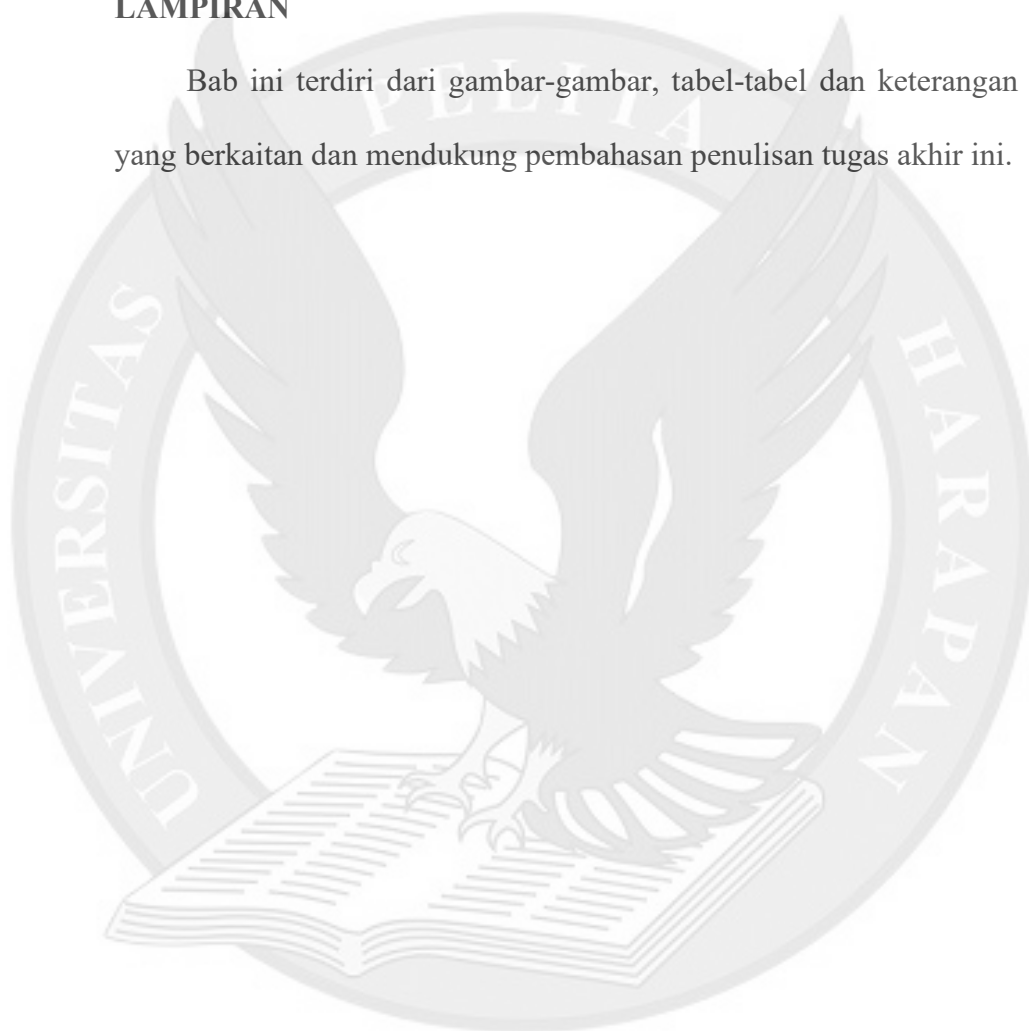 LAMPIRAN
Bab ini terdiri dari gambar-gambar, tabel-tabel dan keterangan
yang berkaitan dan mendukung pembahasan penulisan tugas akhir ini.
UNIVERSITAS PELITA HARAPAN